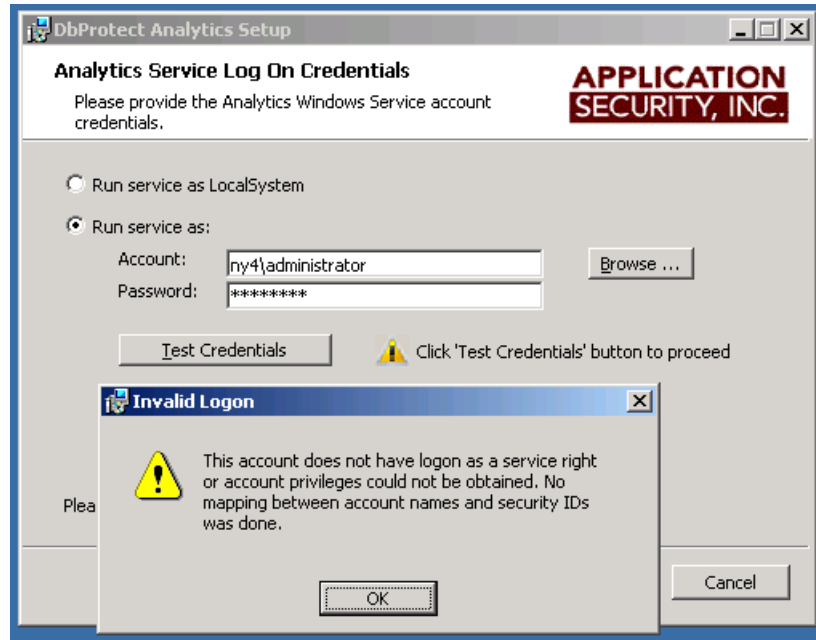 DbProtect Analytics Setup
Analytics Service Log On Credentials
Please provide the Analytics Windows Service account
credentials.
APPLICATION
SECURITY, INC.
Run service as LocalSystem
Run service as:
Account:
ny4\administrator
Browse ...
Password:
********
Test Credentials
Click 'Test Credentials' button to proceed
Invalid Logon
This account does not have logon as a service right
or account privileges could not be obtained. No
mapping between account names and security IDs
was done.
Plea
OK
Cancel